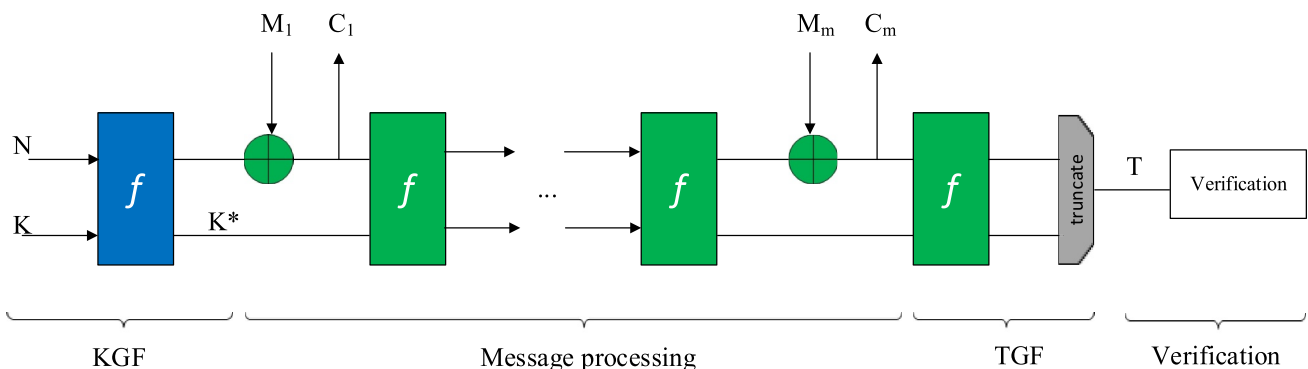 M1 C1 Mm Cm
N
f f ... f f truncate T Verification
K K*
KGF Message processing TGF Verification